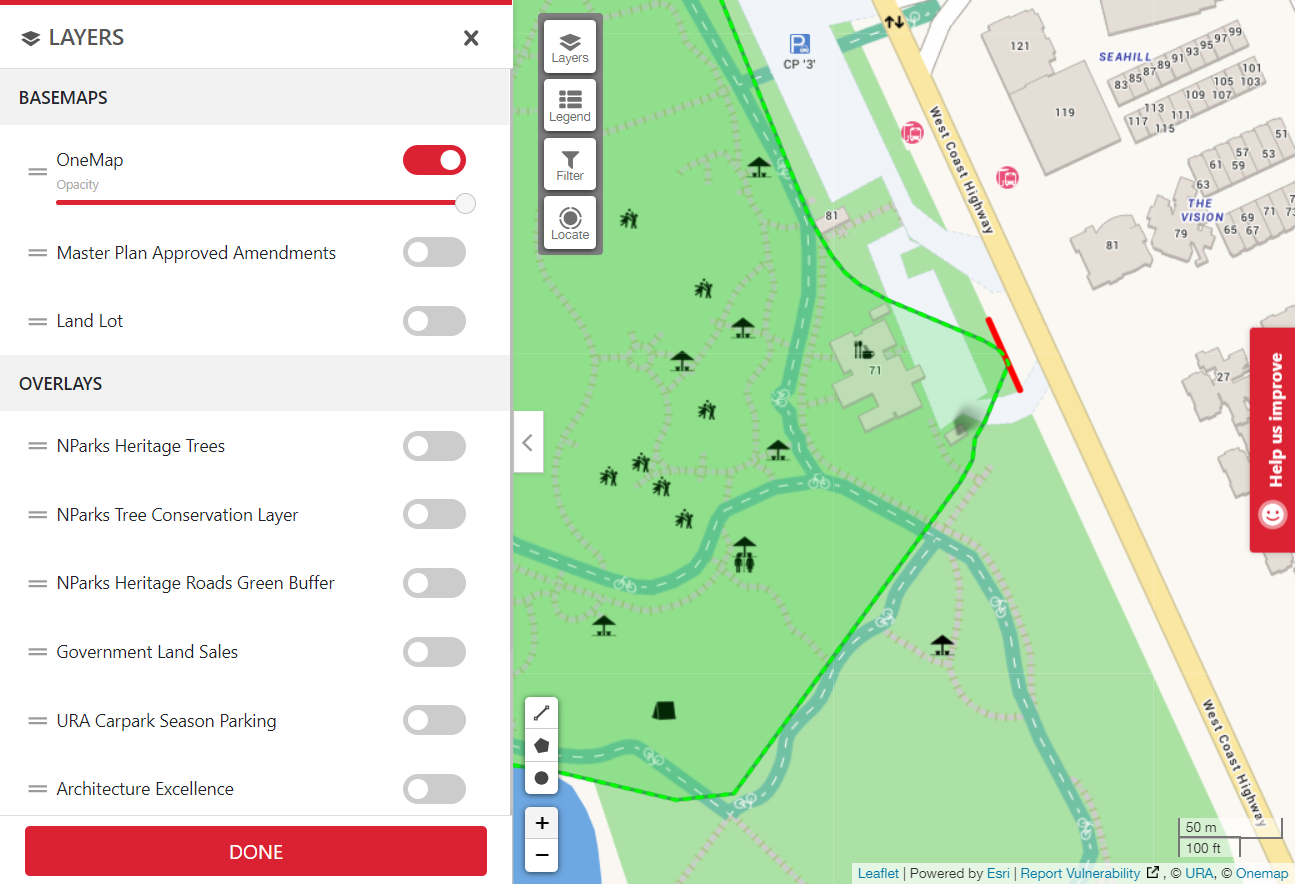 LAYERS
BASEMAPS
OneMap
Opacity
Master Plan Approved Amendments
Land Lot
OVERLAYS
NParks Heritage Trees
NParks Tree Conservation Layer
NParks Heritage Roads Green Buffer
Government Land Sales
URA Carpark Season Parking
Architecture Excellence
DONE
Layers
Legend
Filter
Locate
P
CP '3'
81
71
West Coast Highway
121
119
SEAHILL
83
85
87
89
91
93
95
97
99
101
105
103
109
107
113
111
117
115
51
57
53
61
59
63
THE
VISION
69
71
65
67
79
81
27
West Coast Highway
Help us improve
+
−
50 m
100 ft
Leaflet | Powered by Esri | Report Vulnerability , © URA, © Onemap